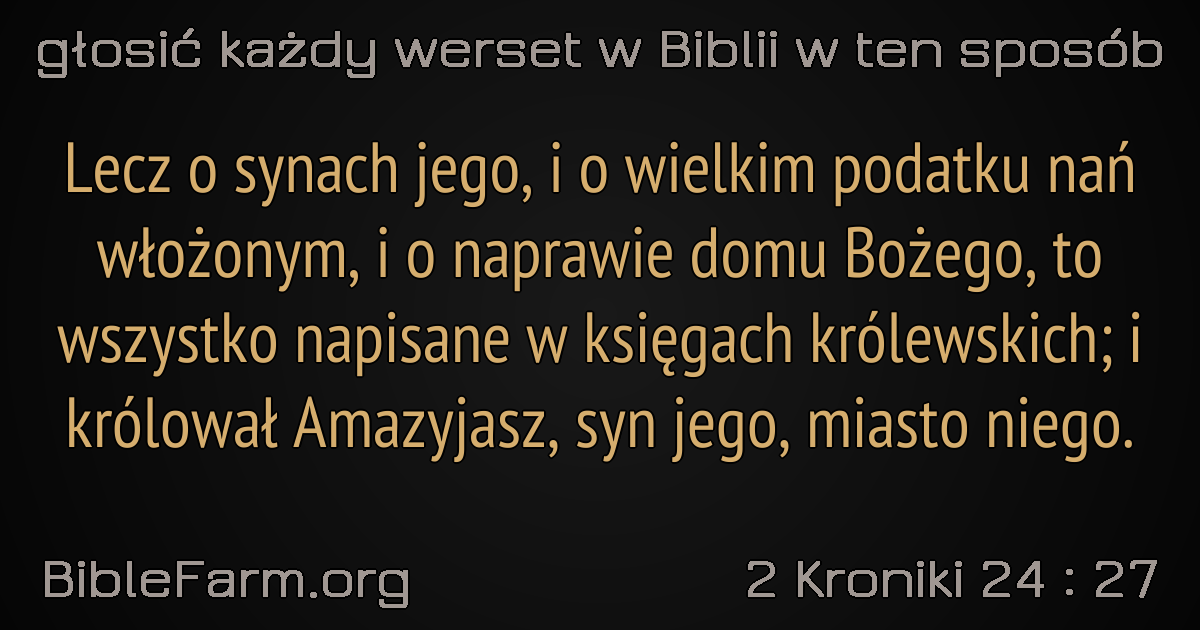 głosić każdy werset w Biblii w ten sposób
Lecz o synach jego, i o wielkim podatku nań
włożonym, i o naprawie domu Bożego, to
wszystko napisane w księgach królewskich; i
królował Amazyjasz, syn jego, miasto niego.
BibleFarm.org
2 Kroniki 24 : 27